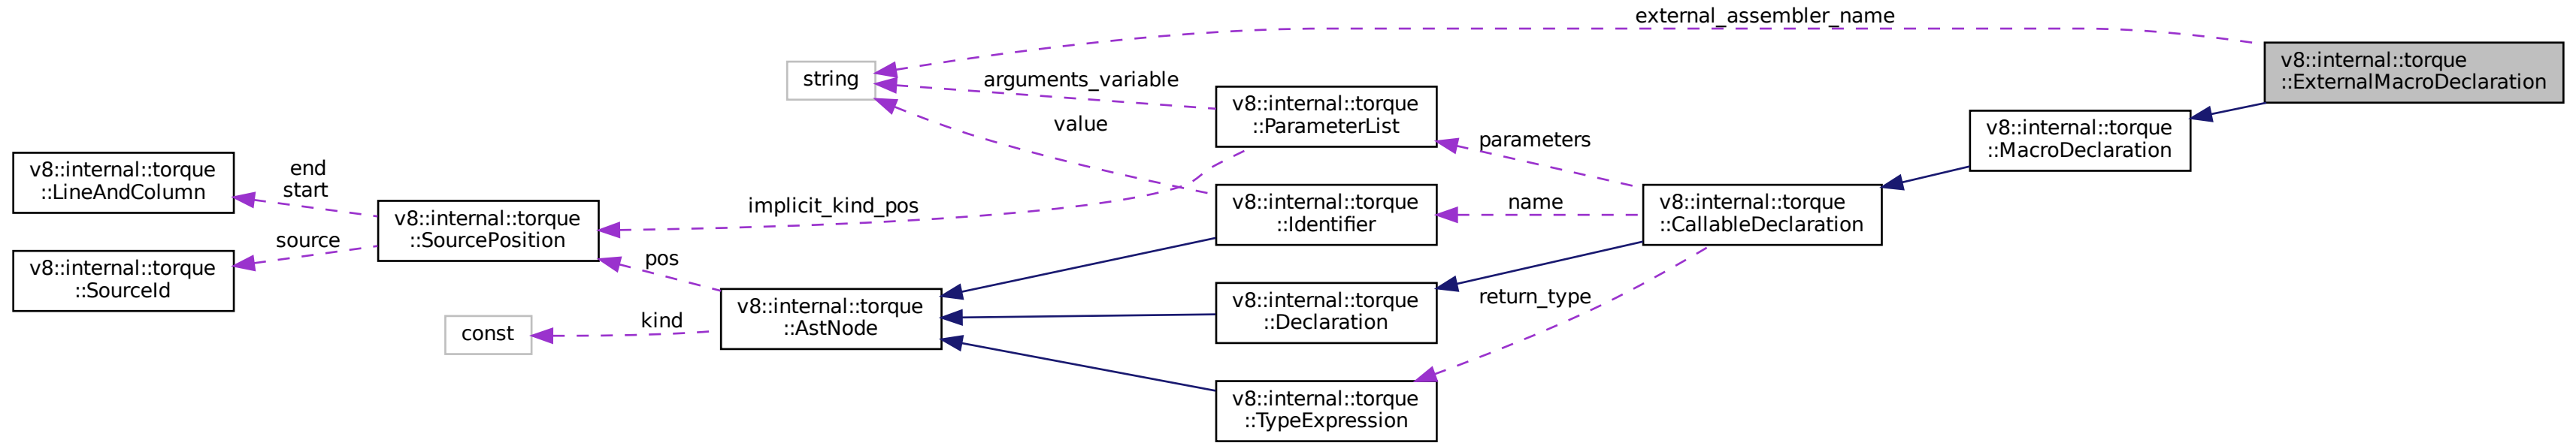 external_assembler_name
v8::internal::torque
::ExternalMacroDeclaration
string
arguments_variable
v8::internal::torque
::ParameterList
value
v8::internal::torque
::MacroDeclaration
parameters
v8::internal::torque
::LineAndColumn
end
start
v8::internal::torque
::SourcePosition
implicit_kind_pos
v8::internal::torque
::Identifier
name
v8::internal::torque
::CallableDeclaration
source
v8::internal::torque
::SourceId
pos
v8::internal::torque
::AstNode
kind
const
v8::internal::torque
::Declaration
return_type
v8::internal::torque
::TypeExpression